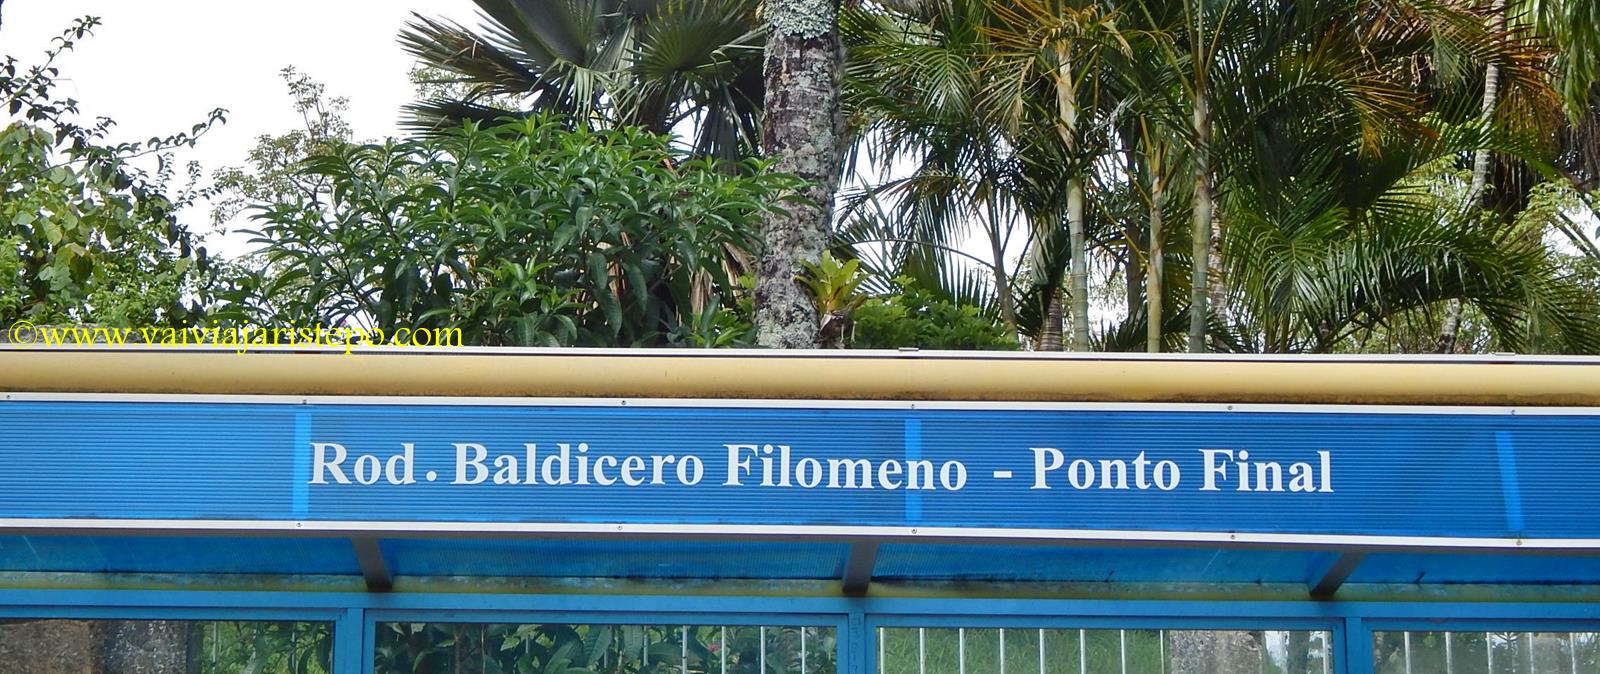 ©www.vaiviajaristepo.com
Rod. Baldicero Filomeno - Ponto Final